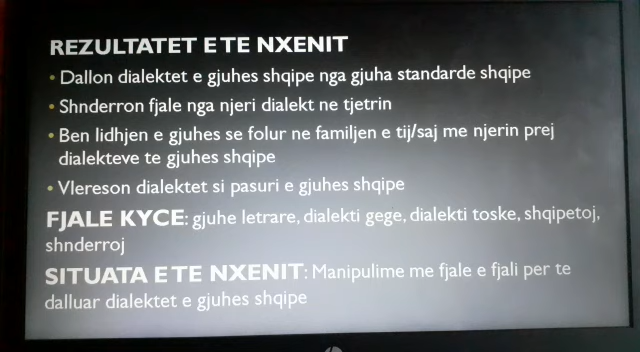 REZULTATET E TE NXENIT
• Dallon dialektet e gjuhes shqipe nga gjuha standarde shqipe
• Shnderron fjale nga njeri dialekt ne tjetrin
• Ben lidhjen e gjuhes se folur ne familjen e tij/saj me njerin prej
dialekteve te gjuhes shqipe
• Vlereson dialektet si pasuri e gjuhes shqipe
FJALE KYCE: gjuhe letrare, dialekti gege, dialekti toske, shqipetoj,
shnderroj
SITUATA E TE NXENIT: Manipulime me fjale e fjali per te
dalluar dialektet e gjuhes shqipe